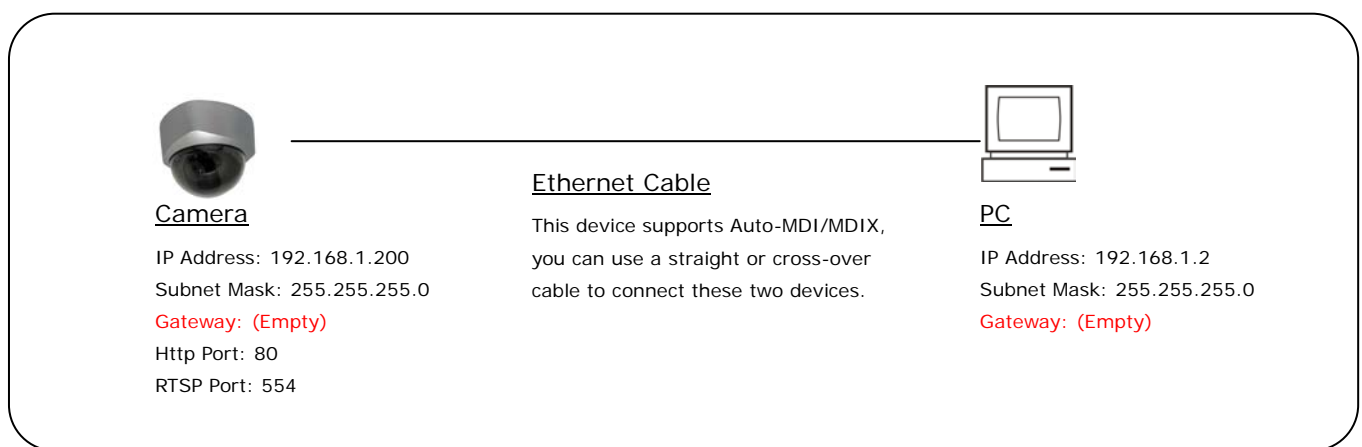 Camera
IP Address: 192.168.1.200
Subnet Mask: 255.255.255.0
Gateway: (Empty)
Http Port: 80
RTSP Port: 554
Ethernet Cable
This device supports Auto-MDI/MDIX,
you can use a straight or cross-over
cable to connect these two devices.
PC
IP Address: 192.168.1.2
Subnet Mask: 255.255.255.0
Gateway: (Empty)